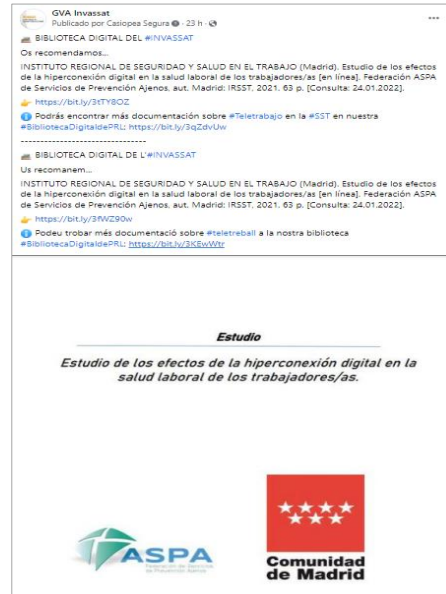 GVA Invassat
Publicado por Casiopea Segura · 23 h ·
BIBLIOTECA DIGITAL DEL #INVASSAT
Os recomendamos...
INSTITUTO REGIONAL DE SEGURIDAD Y SALUD EN EL TRABAJO (Madrid). Estudio de los efectos
de la hiperconexión digital en la salud laboral de los trabajadores/as [en línea]. Federación ASPA
de Servicios de Prevención Ajenos, aut. Madrid: IRSST, 2021. 63 p. [Consulta: 24.01.2022].
👉 https://bit.ly/3tTY8OZ
ℹ️ Podrás encontrar más documentación sobre #Teletrabajo en la #SST en nuestra
#BibliotecaDigitaldePRL: https://bit.ly/3qZdvUw
--------------------------------
BIBLIOTECA DIGITAL DE L'#INVASSAT
Us recomanem...
INSTITUTO REGIONAL DE SEGURIDAD Y SALUD EN EL TRABAJO (Madrid). Estudio de los efectos
de la hiperconexión digital en la salud laboral de los trabajadores/as [en línea]. Federación ASPA
de Servicios de Prevención Ajenos, aut. Madrid: IRSST, 2021. 63 p. [Consulta: 24.01.2022].
👉 https://bit.ly/3fWZ90w
ℹ️ Podeu trobar més documentació sobre #teletreball a la nostra biblioteca
#BibliotecaDigitaldePRL: https://bit.ly/3KEwWtr
Estudio
Estudio de los efectos de la hiperconexión digital en la
salud laboral de los trabajadores/as.
ASPA
Federación de Servicios
de Prevención Ajenos
Comunidad
de Madrid